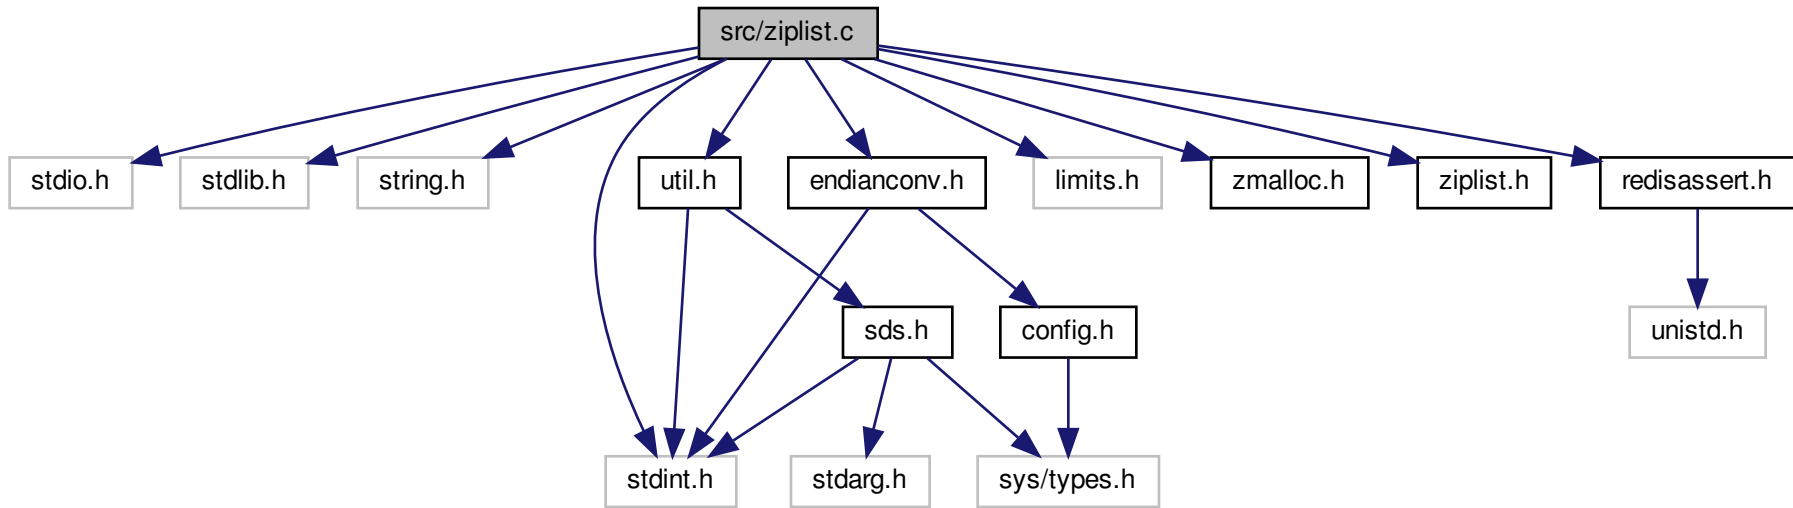 src/ziplist.c
stdio.h
stdlib.h
string.h
util.h
endianconv.h
limits.h
zmalloc.h
ziplist.h
redisassert.h
sds.h
config.h
unistd.h
stdint.h
stdarg.h
sys/types.h